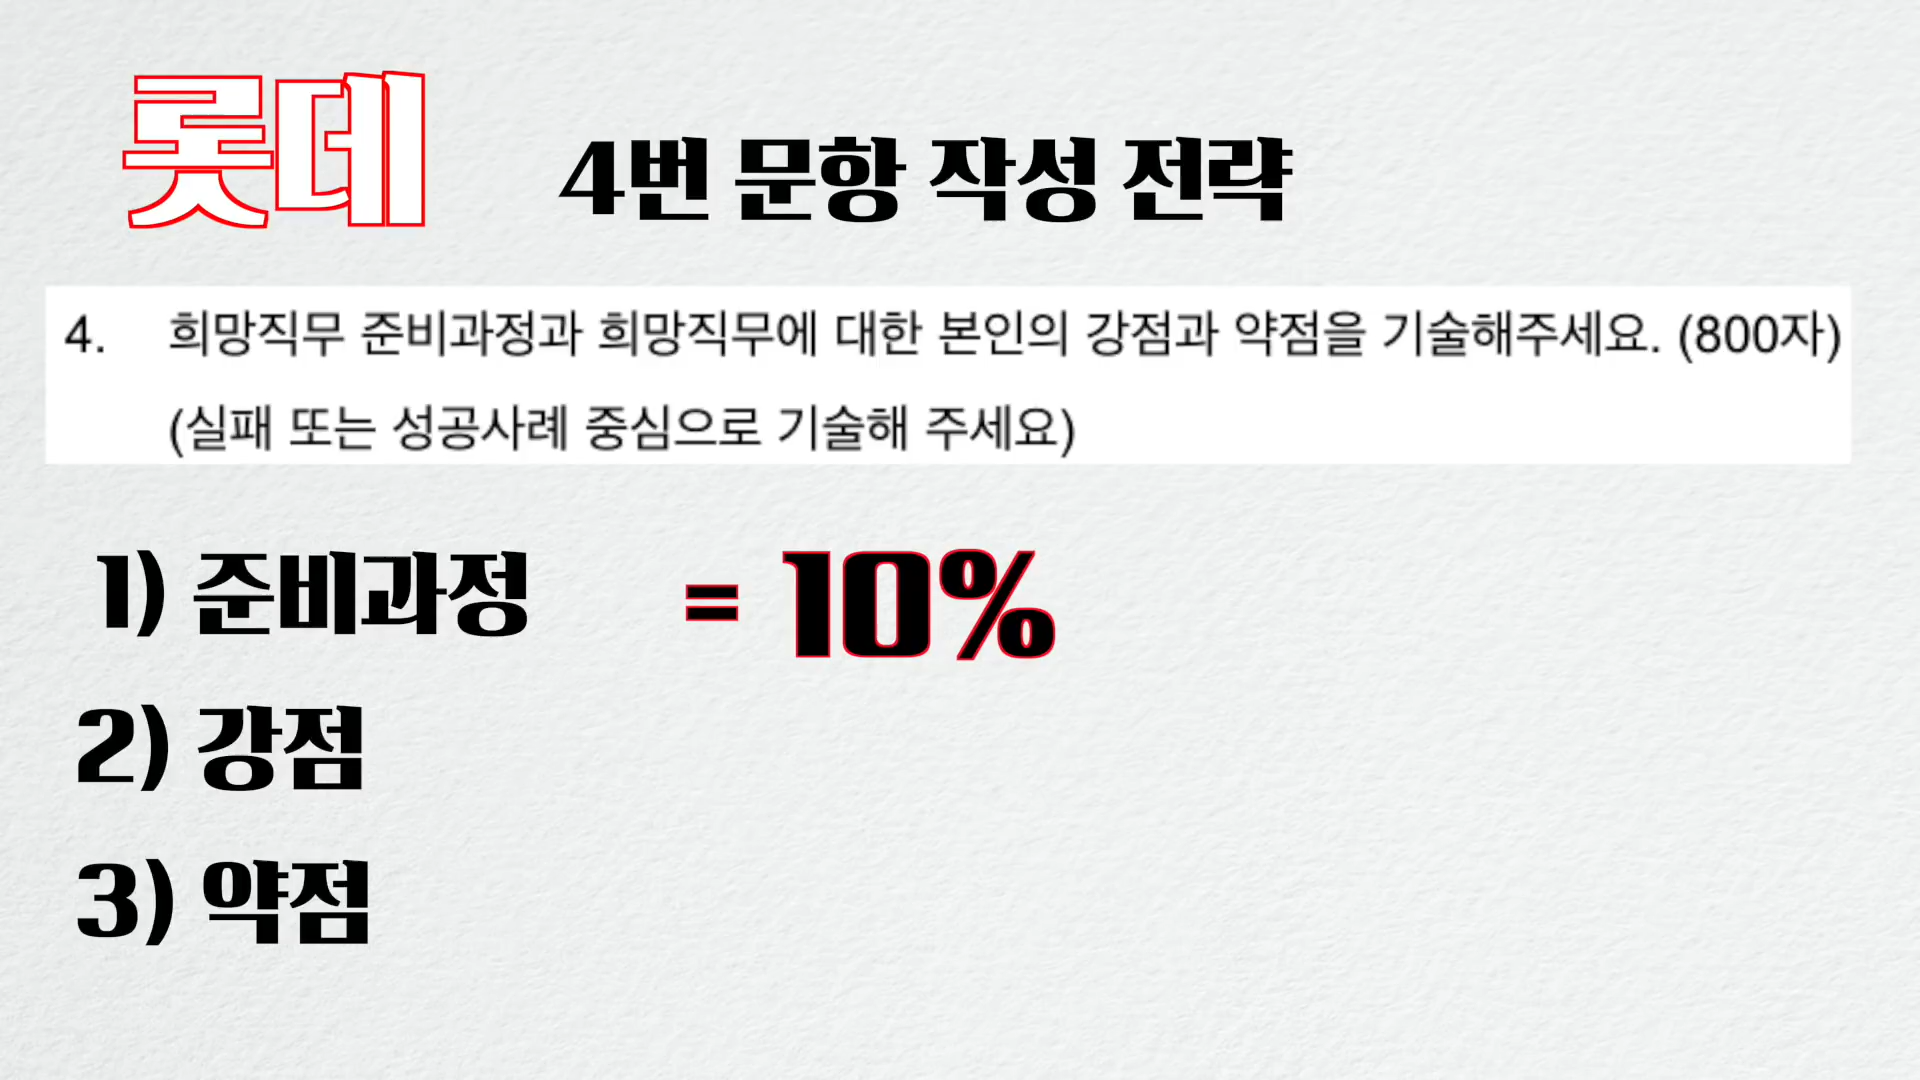 롯데 4번 문항 작성 전략
4. 희망직무 준비과정과 희망직무에 대한 본인의 강점과 약점을 기술해주세요. (800자)
(실패 또는 성공사례 중심으로 기술해 주세요)
1) 준비과정 = 10%
2) 강점
3) 약점